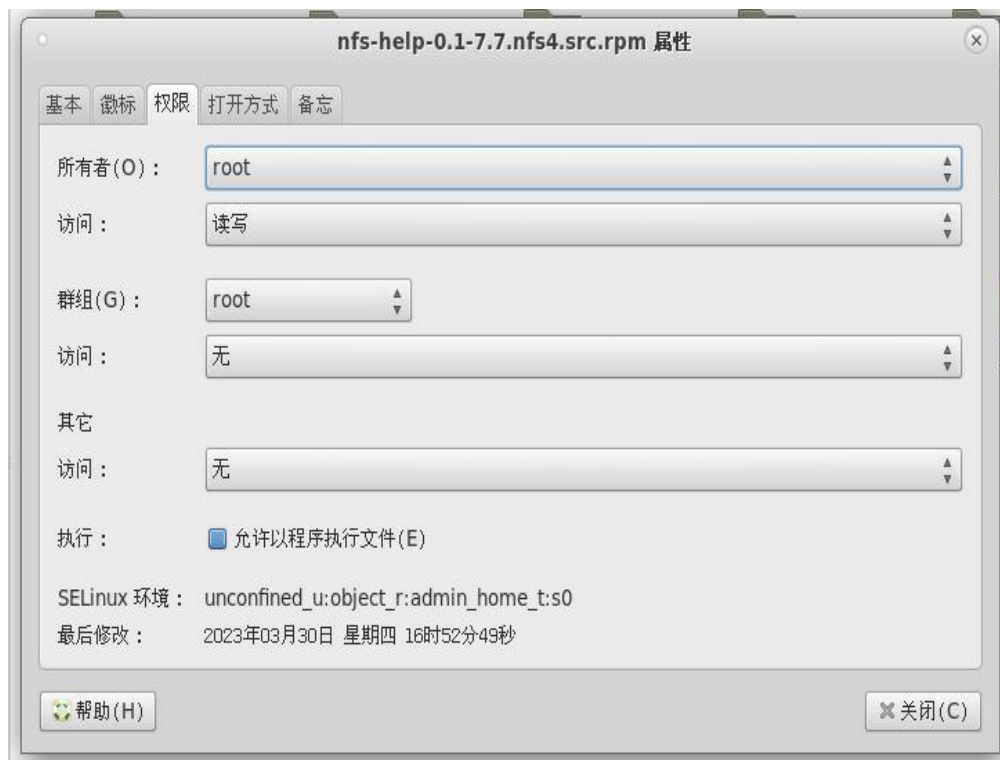 nfs-help-0.1-7.7.nfs4.src.rpm 属性
基本 徽标 权限 打开方式 备忘
所有者(O)： root
访问： 读写
群组(G)： root
访问： 无
其它
访问： 无
执行： 允许以程序执行文件(E)
SELinux 环境： unconfined_u:object_r:admin_home_t:s0
最后修改： 2023年03月30日 星期四 16时52分49秒
帮助(H) 关闭(C)